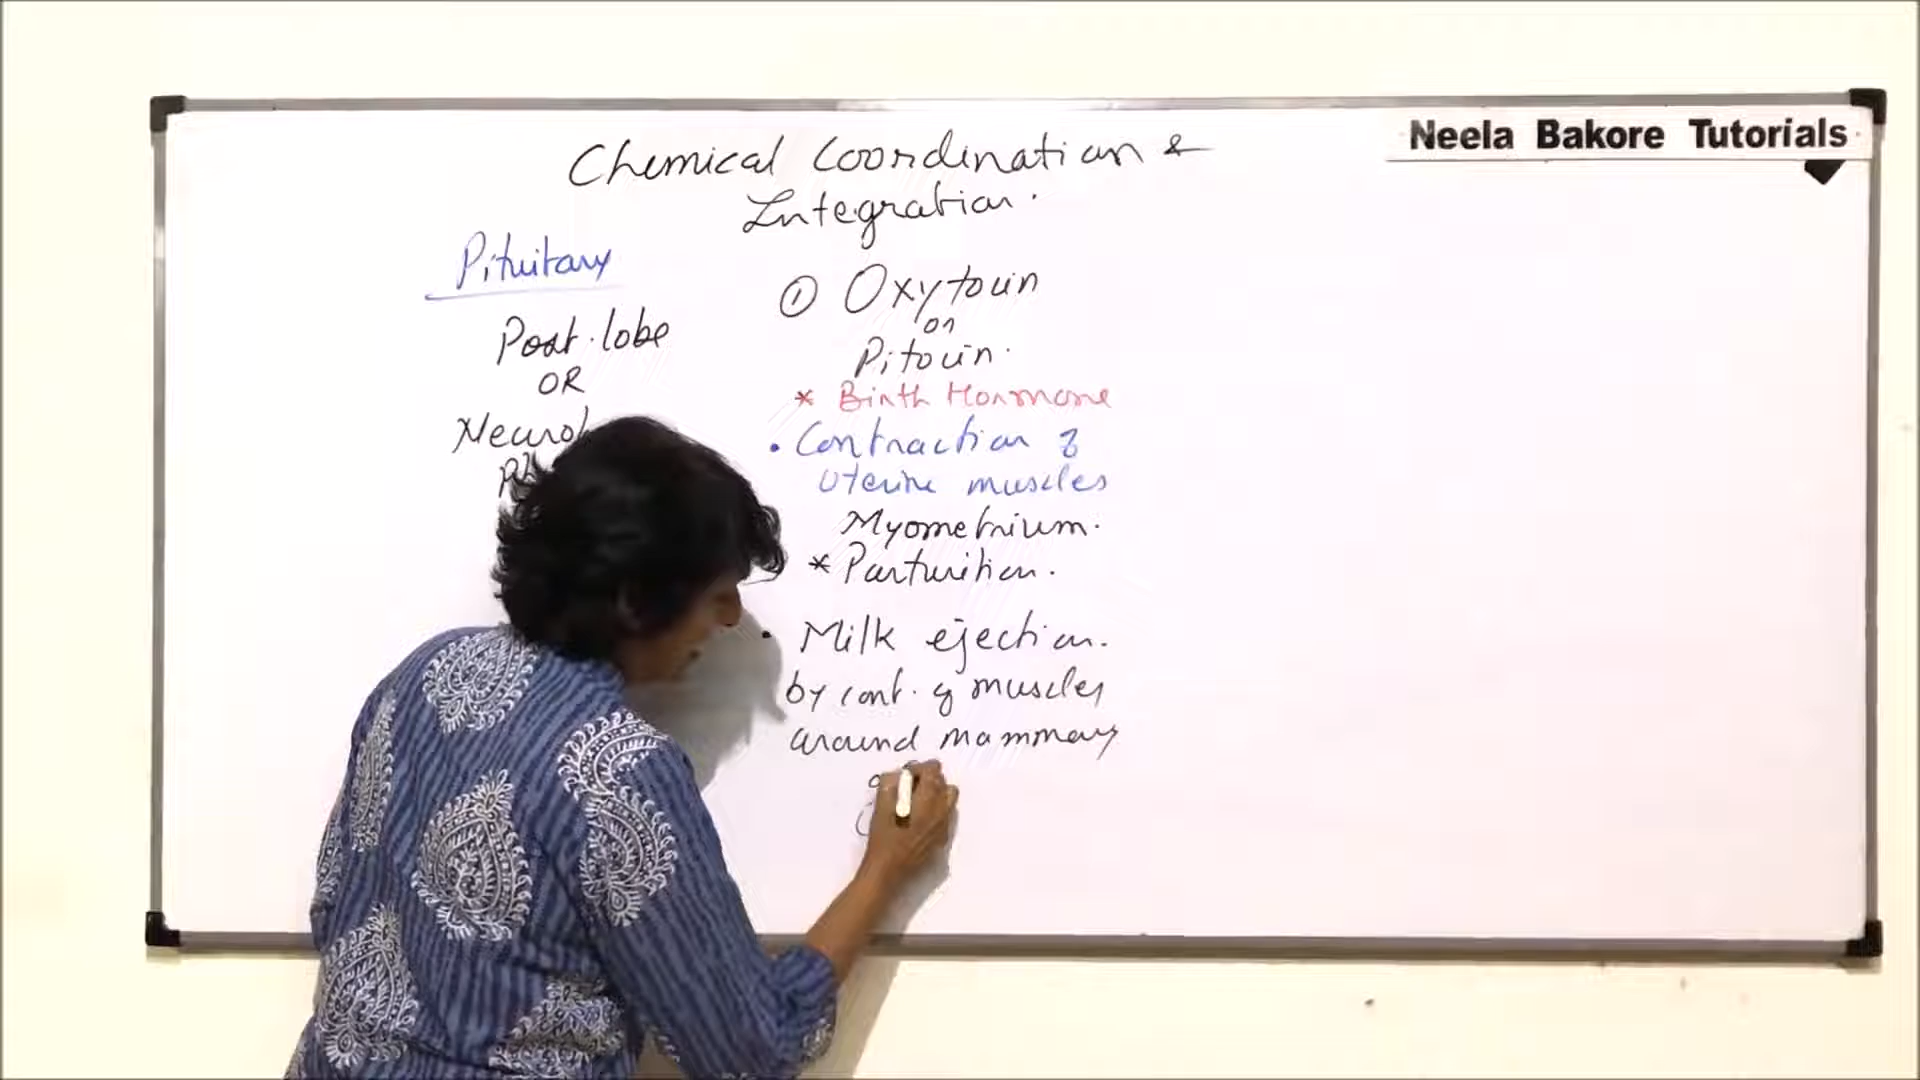 Neela Bakore Tutorials
Chemical Coordination &
Integration.
Pituitary
Post. lobe
OR
① Oxytocin
or
Pitocin.
* Birth Hormone
• Contraction of
Uterine muscles
Myometrium.
* Parturition.
• Milk ejection.
by cont. of muscles
around mammary